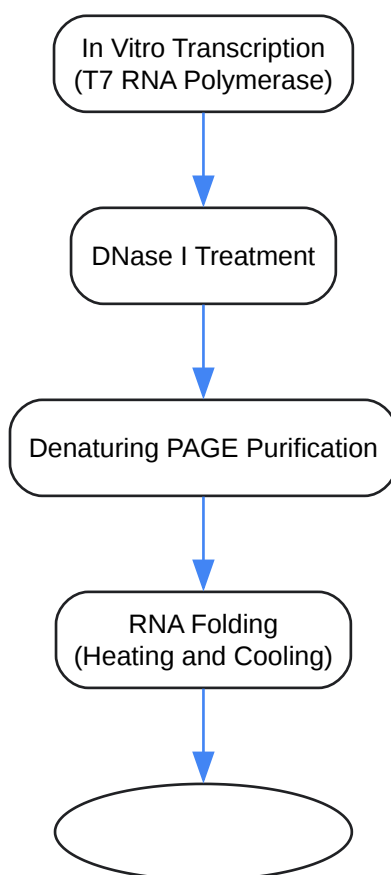 In Vitro Transcription
(T7 RNA Polymerase)
DNase I Treatment
Denaturing PAGE Purification
RNA Folding
(Heating and Cooling)